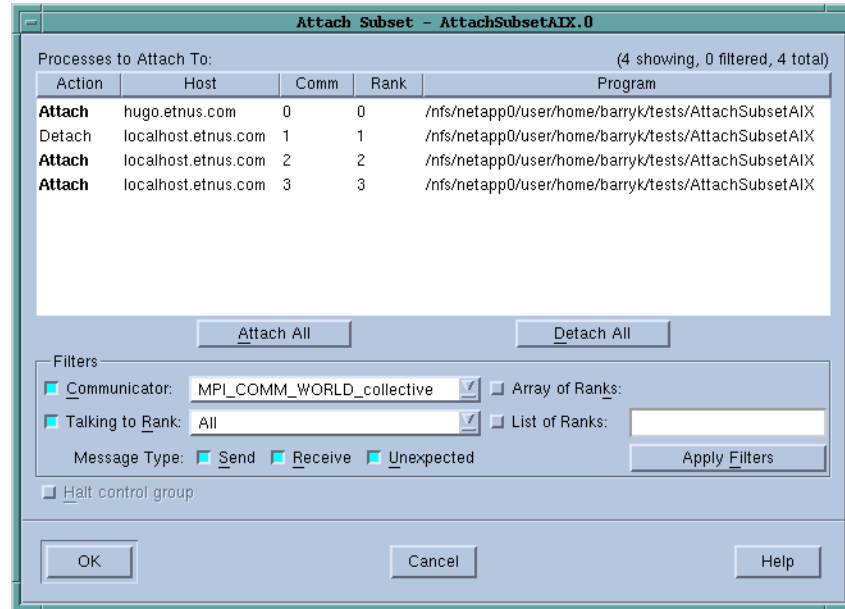 Attach Subset - AttachSubsetAIX.0
Processes to Attach To: (4 showing, 0 filtered, 4 total)
Action Host Comm Rank Program
Attach hugo.etnus.com 0 0 /nfs/netapp0/user/home/barryk/tests/AttachSubsetAIX
Detach localhost.etnus.com 1 1 /nfs/netapp0/user/home/barryk/tests/AttachSubsetAIX
Attach localhost.etnus.com 2 2 /nfs/netapp0/user/home/barryk/tests/AttachSubsetAIX
Attach localhost.etnus.com 3 3 /nfs/netapp0/user/home/barryk/tests/AttachSubsetAIX
Attach All Detach All
Filters
Communicator: MPI_COMM_WORLD_collective Array of Ranks:
Talking to Rank: All List of Ranks:
Message Type: Send Receive Unexpected Apply Filters
Halt control group
OK Cancel Help